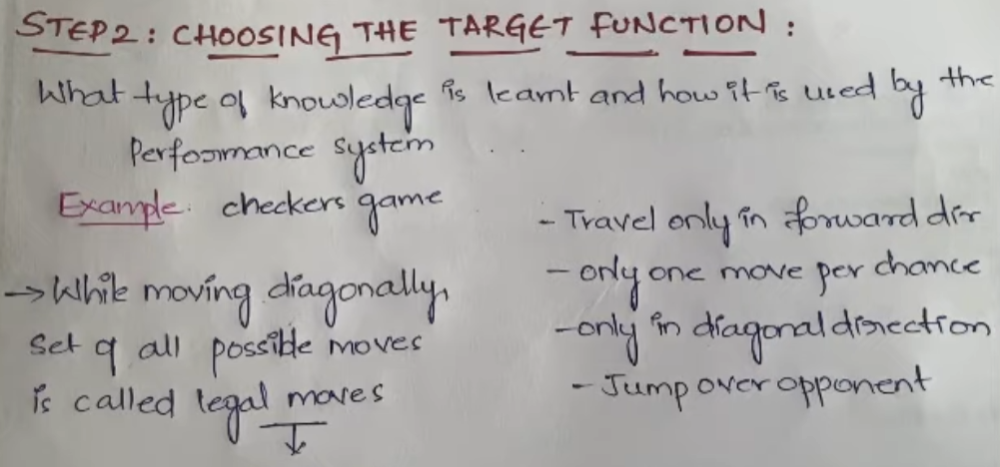 STEP2: CHOOSING THE TARGET FUNCTION:
What type of knowledge is learnt and how it is used by the
Performance system
Example. checkers game
→ While moving diagonally,
set of all possible moves
is called legal moves
- Travel only in forward dir
- only one move per chance
- only in diagonal direction
- Jump over opponent